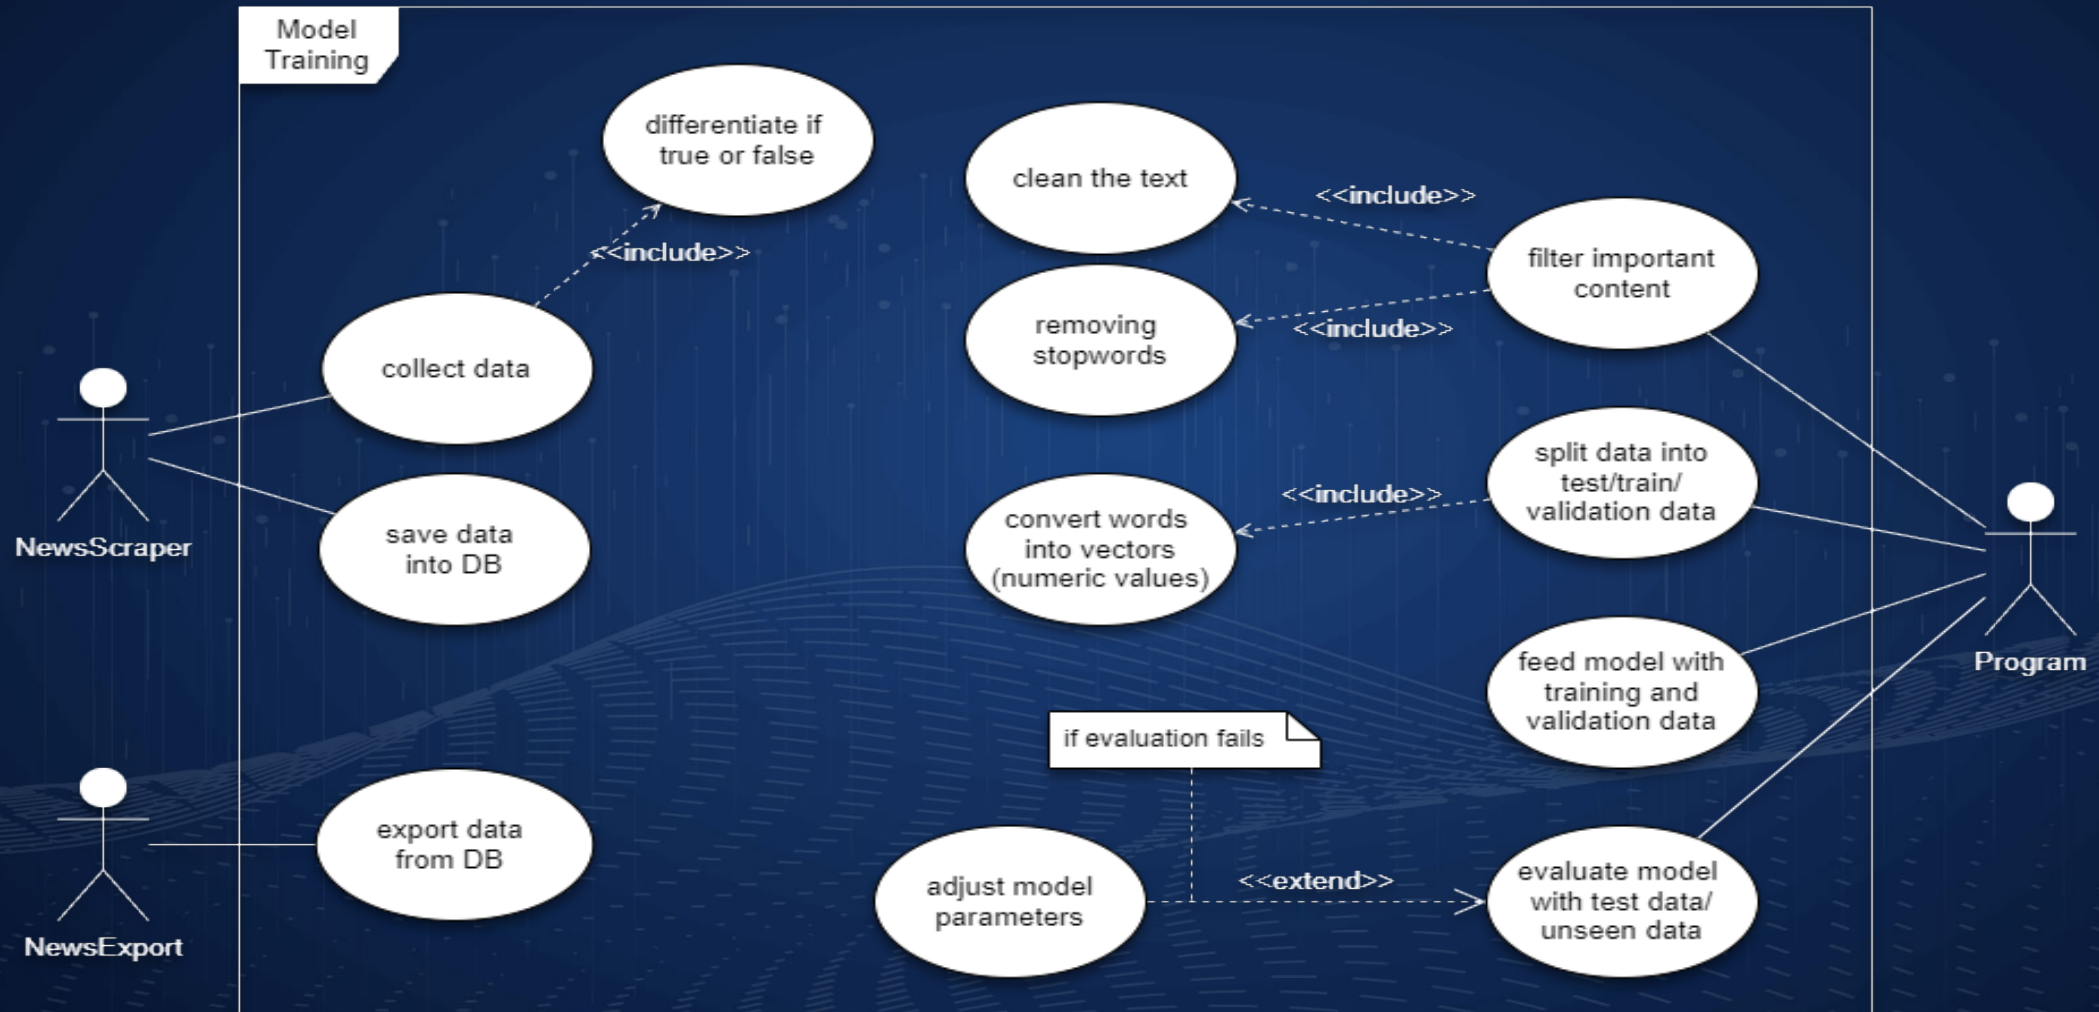 Model
Training
differentiate if
true or false
clean the text
<<include>>
<<include>>
filter important
content
removing
stopwords
<<include>>
collect data
split data into
test/train/
validation data
<<include>>
convert words
into vectors
(numeric values)
save data
into DB
NewsScraper
Program
feed model with
training and
validation data
if evaluation fails
export data
from DB
adjust model
parameters
<<extend>>
evaluate model
with test data/
unseen data
NewsExport